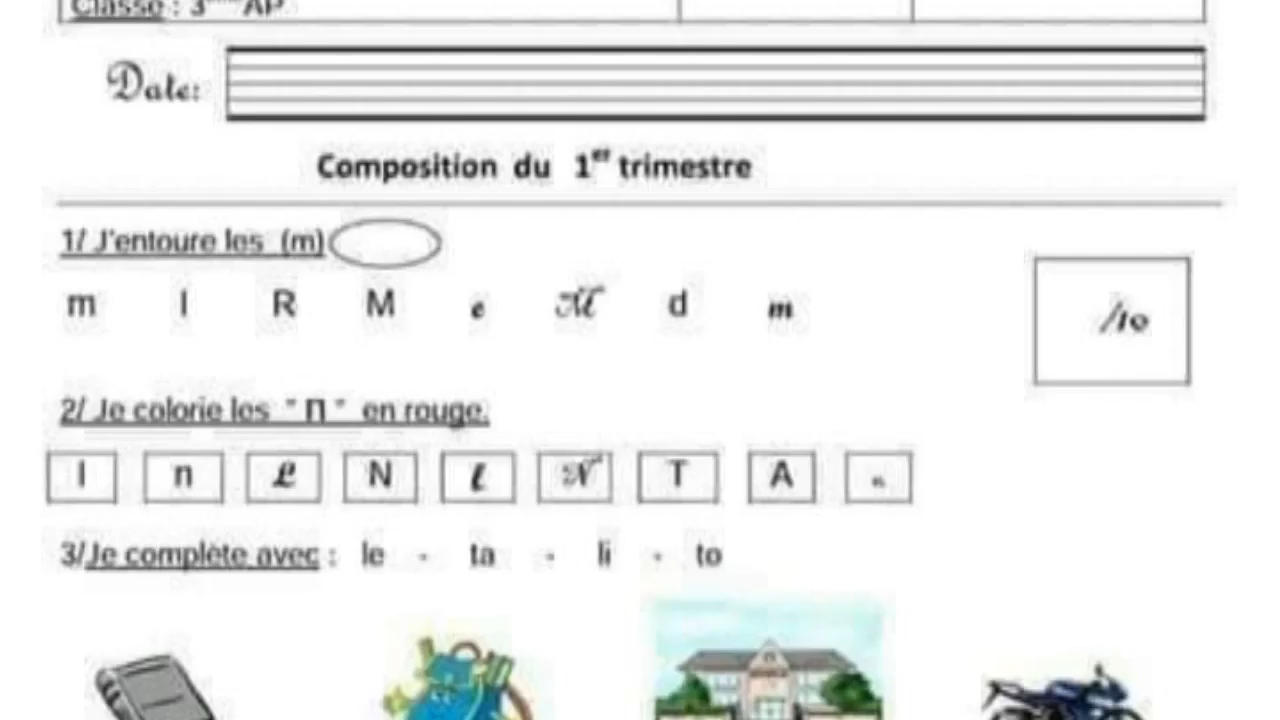 Classe : 3ème AP
Date:
Composition du 1er trimestre
1/ J'entoure les (m)
m l R M e M d m
/10
2/ Je colorie les " n " en rouge.
l n L N l N T A n
3/Je complète avec : le - ta - li - to